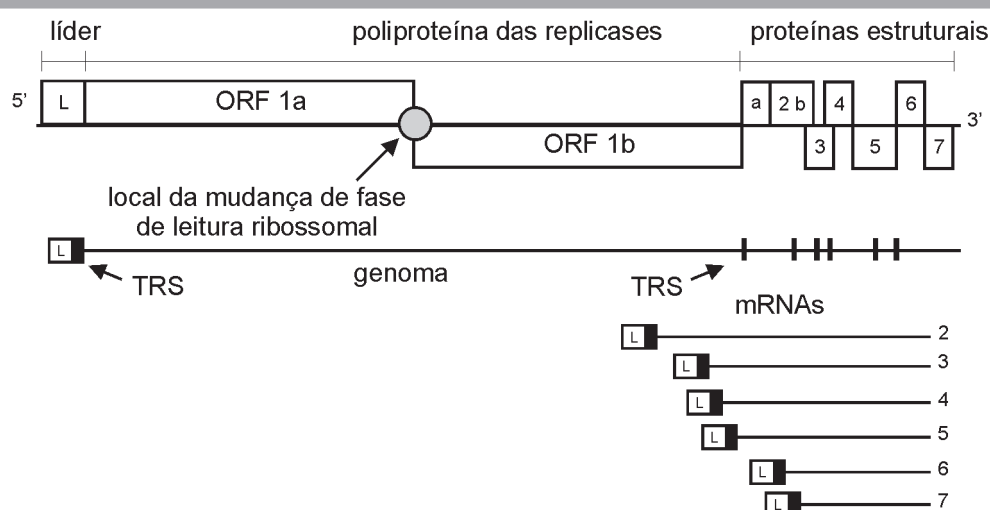 líder poliproteína das replicases proteínas estruturais
5’ L ORF 1a a 2 b 4 6 3’
ORF 1b 3 5 7
local da mudança de fase
de leitura ribossomal
L
TRS genoma TRS
mRNAs
L 2
L 3
L 4
L 5
L 6
L 7